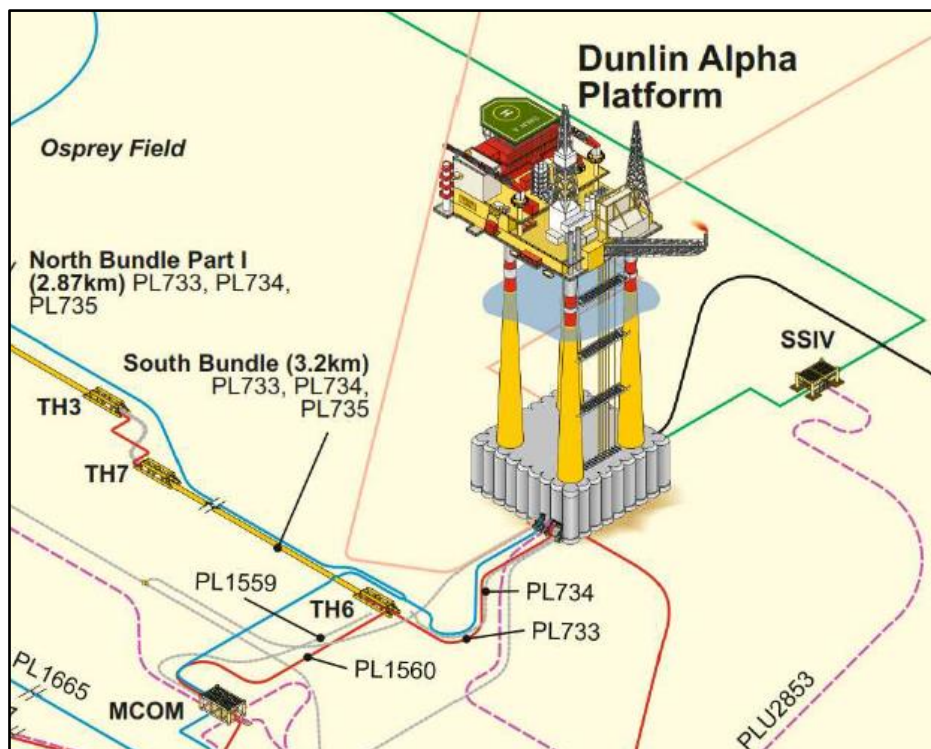 Dunlin Alpha
Platform
Osprey Field
North Bundle Part I
(2.87km) PL733, PL734,
PL735
SSIV
South Bundle (3.2km)
PL733, PL734,
PL735
TH3
TH7
PL1559
TH6
PL734
PL733
PL1560
PL1665
MCOM
PLU2853
H